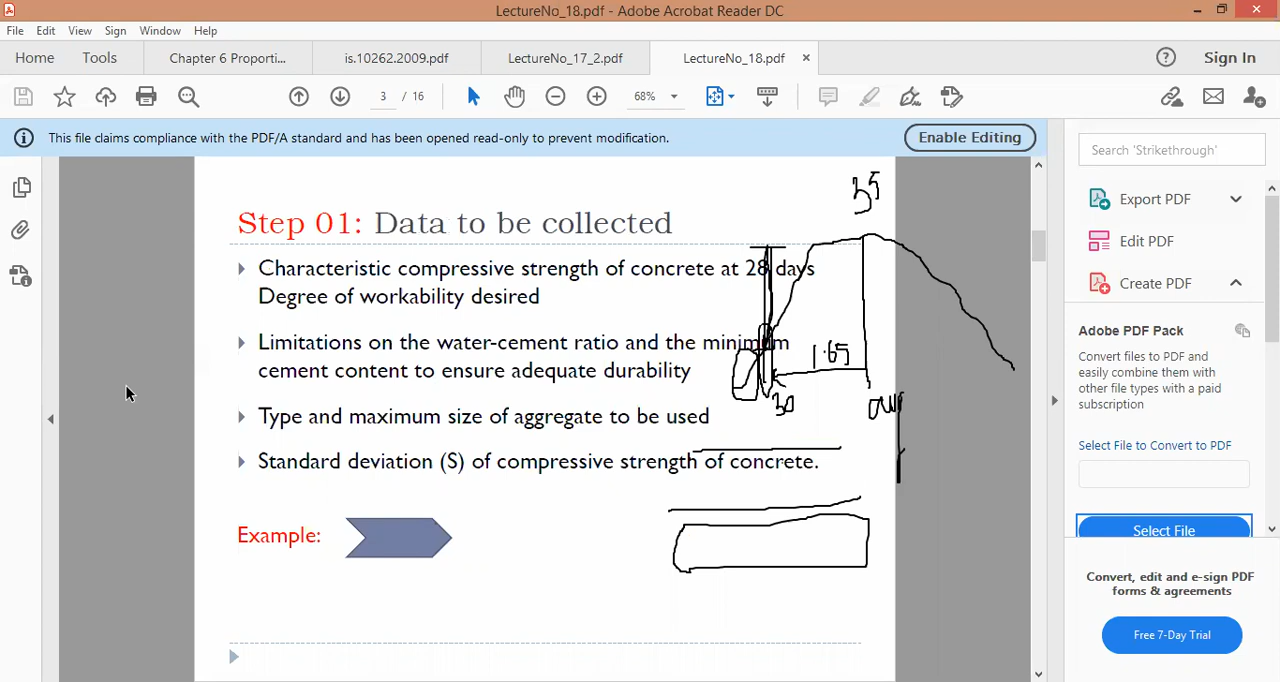 LectureNo_18.pdf - Adobe Acrobat Reader DC
File Edit View Sign Window Help
Home Tools Chapter 6 Proporti... is.10262.2009.pdf LectureNo_17_2.pdf LectureNo_18.pdf × Sign In
3 / 16 68%
This file claims compliance with the PDF/A standard and has been opened read-only to prevent modification. Enable Editing
Step 01: Data to be collected
Characteristic compressive strength of concrete at 28 days
Degree of workability desired
Limitations on the water-cement ratio and the minimum
cement content to ensure adequate durability
Type and maximum size of aggregate to be used
Standard deviation (S) of compressive strength of concrete.
Example:
35
1.65
30
Search 'Strikethrough'
Export PDF
Edit PDF
Create PDF
Adobe PDF Pack
Convert files to PDF and
easily combine them with
other file types with a paid
subscription
Select File to Convert to PDF
Select File
Convert, edit and e-sign PDF
forms & agreements
Free 7-Day Trial